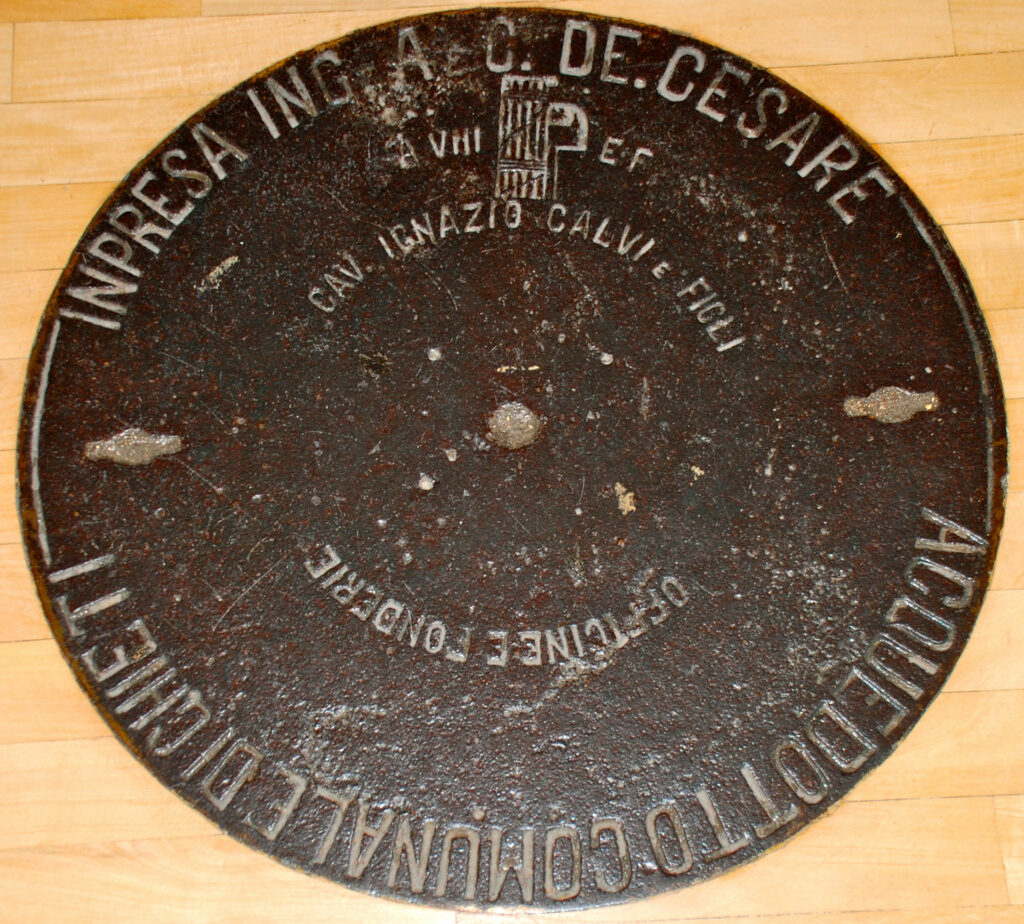 INPRESA ING. A E C. DE. CESARE
A VIII E F
CAV. IGNAZIO CALVI E FIGLI
OFFICINE E FONDERIE
ACQUEDOTTO COMUNALE DI CHIETI